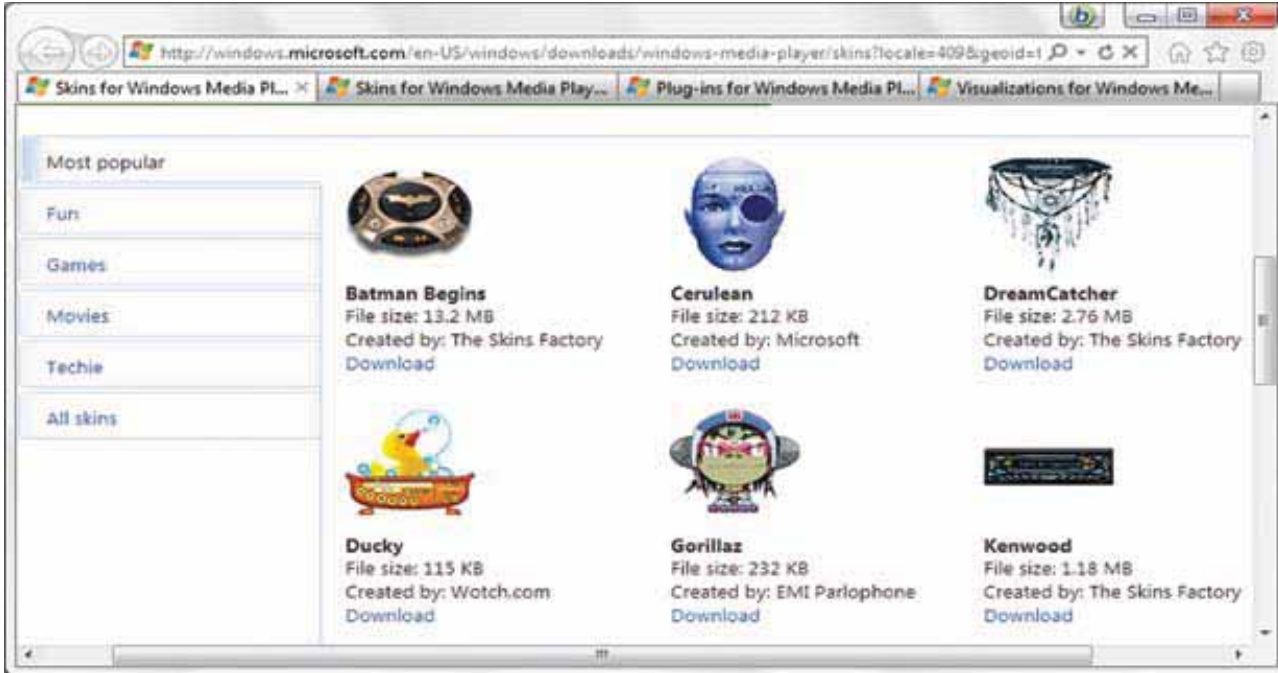 http://windows.microsoft.com/en-US/windows/downloads/windows-media-player/skins?locale=409&geoid=
Skins for Windows Media Pl...
Skins for Windows Media Play...
Plug-ins for Windows Media Pl...
Visualizations for Windows Me...
Most popular
Fun
Games
Movies
Techie
All skins
Batman Begins
File size: 13.2 MB
Created by: The Skins Factory
Download
Cerulean
File size: 212 KB
Created by: Microsoft
Download
DreamCatcher
File size: 2.76 MB
Created by: The Skins Factory
Download
Ducky
File size: 115 KB
Created by: Wotch.com
Download
Gorillaz
File size: 232 KB
Created by: EMI Parlophone
Download
Kenwood
File size: 1.18 MB
Created by: The Skins Factory
Download